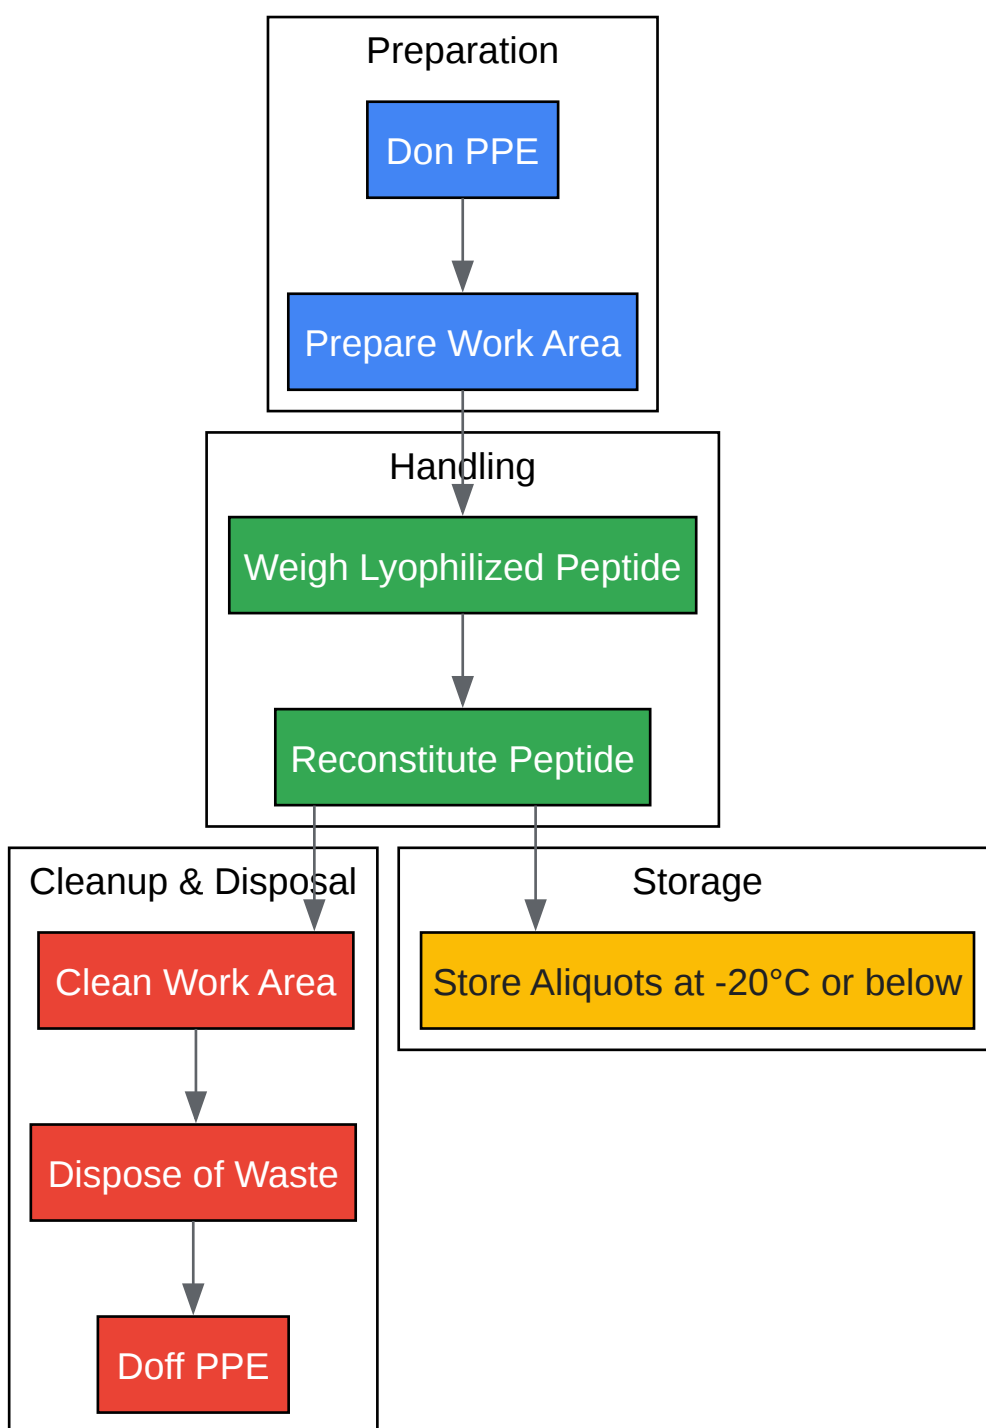 Preparation
Don PPE
Prepare Work Area
Handling
Weigh Lyophilized Peptide
Reconstitute Peptide
Cleanup & Disposal
Clean Work Area
Dispose of Waste
Doff PPE
Storage
Store Aliquots at -20°C or below